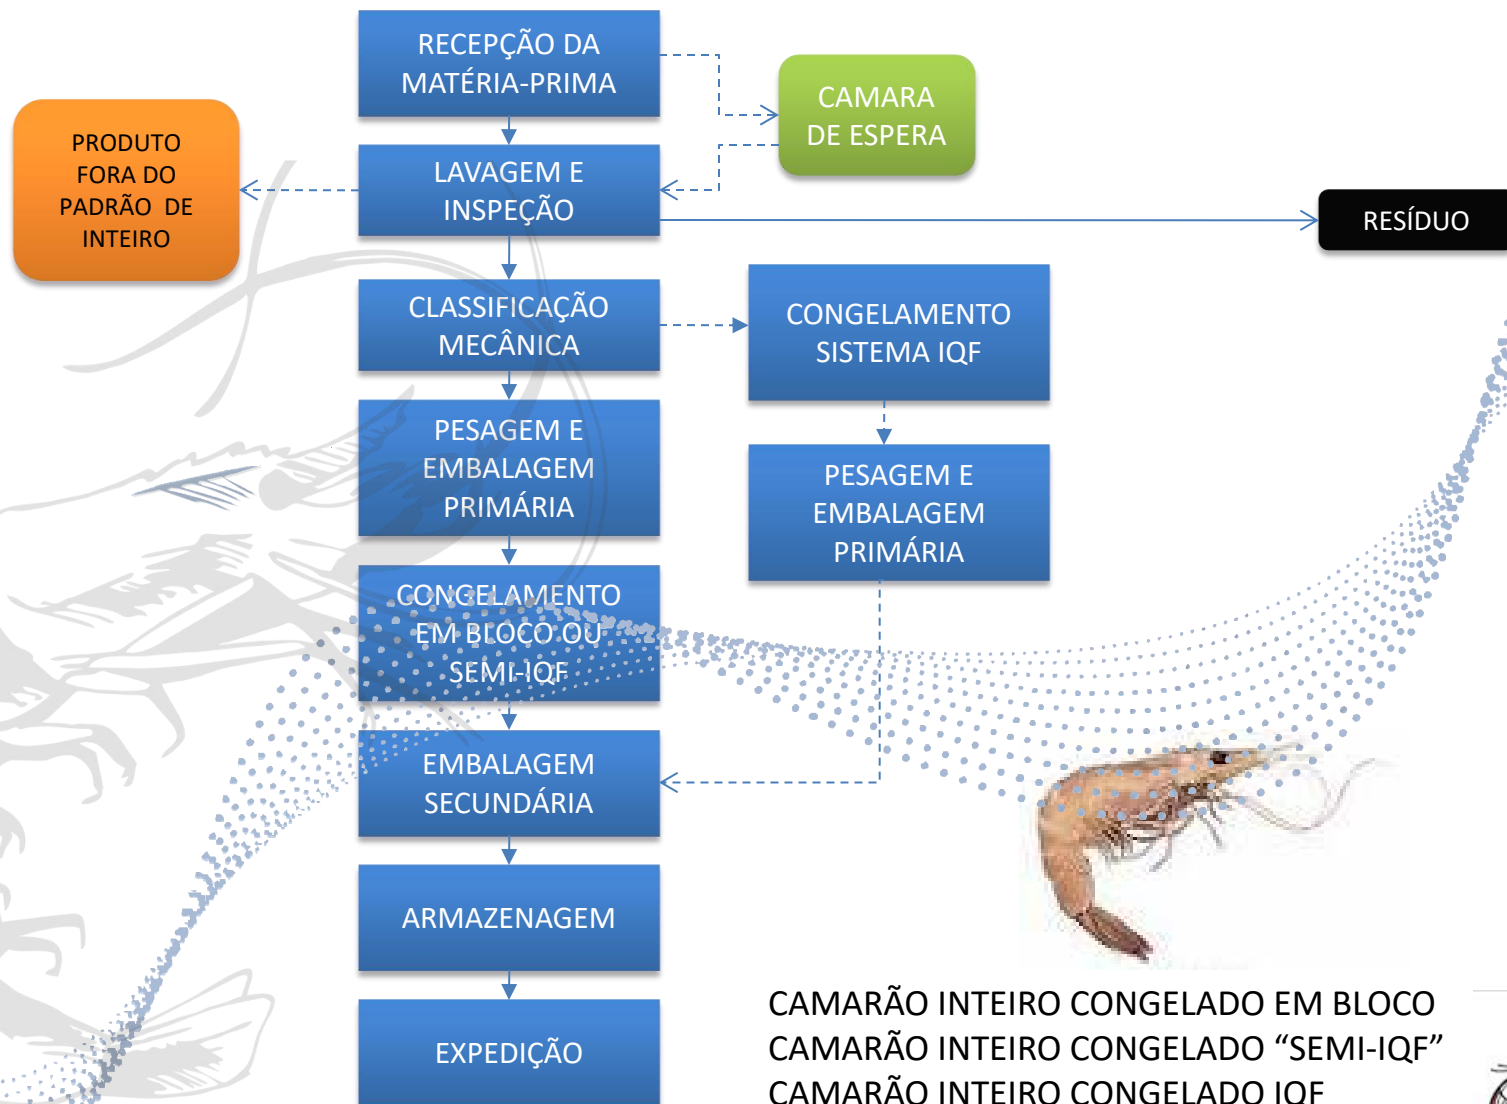 RECEPÇÃO DA
MATÉRIA-PRIMA
CAMARA
DE ESPERA
PRODUTO
FORA DO
PADRÃO DE
INTEIRO
LAVAGEM E
INSPEÇÃO
RESÍDUO
CLASSIFICAÇÃO
MECÂNICA
CONGELAMENTO
SISTEMA IQF
PESAGEM E
EMBALAGEM
PRIMÁRIA
PESAGEM E
EMBALAGEM
PRIMÁRIA
CONGELAMENTO
EM BLOCO OU
SEMI-IQF
EMBALAGEM
SECUNDÁRIA
ARMAZENAGEM
EXPEDIÇÃO
CAMARÃO INTEIRO CONGELADO EM BLOCO
CAMARÃO INTEIRO CONGELADO “SEMI-IQF”
CAMARÃO INTEIRO CONGELADO IQF